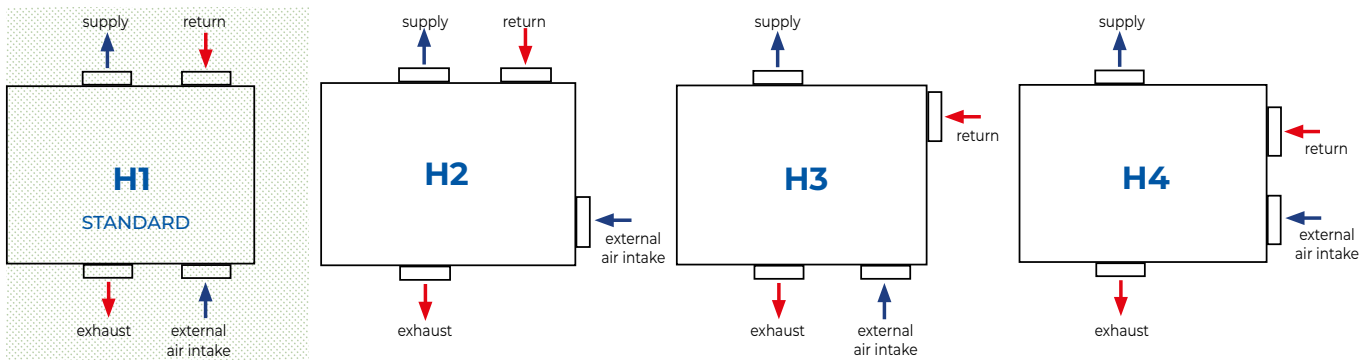 supply
return
H1
STANDARD
exhaust
external
air intake
supply
return
H2
external
air intake
exhaust
supply
return
H3
exhaust
external
air intake
supply
return
H4
external
air intake
exhaust